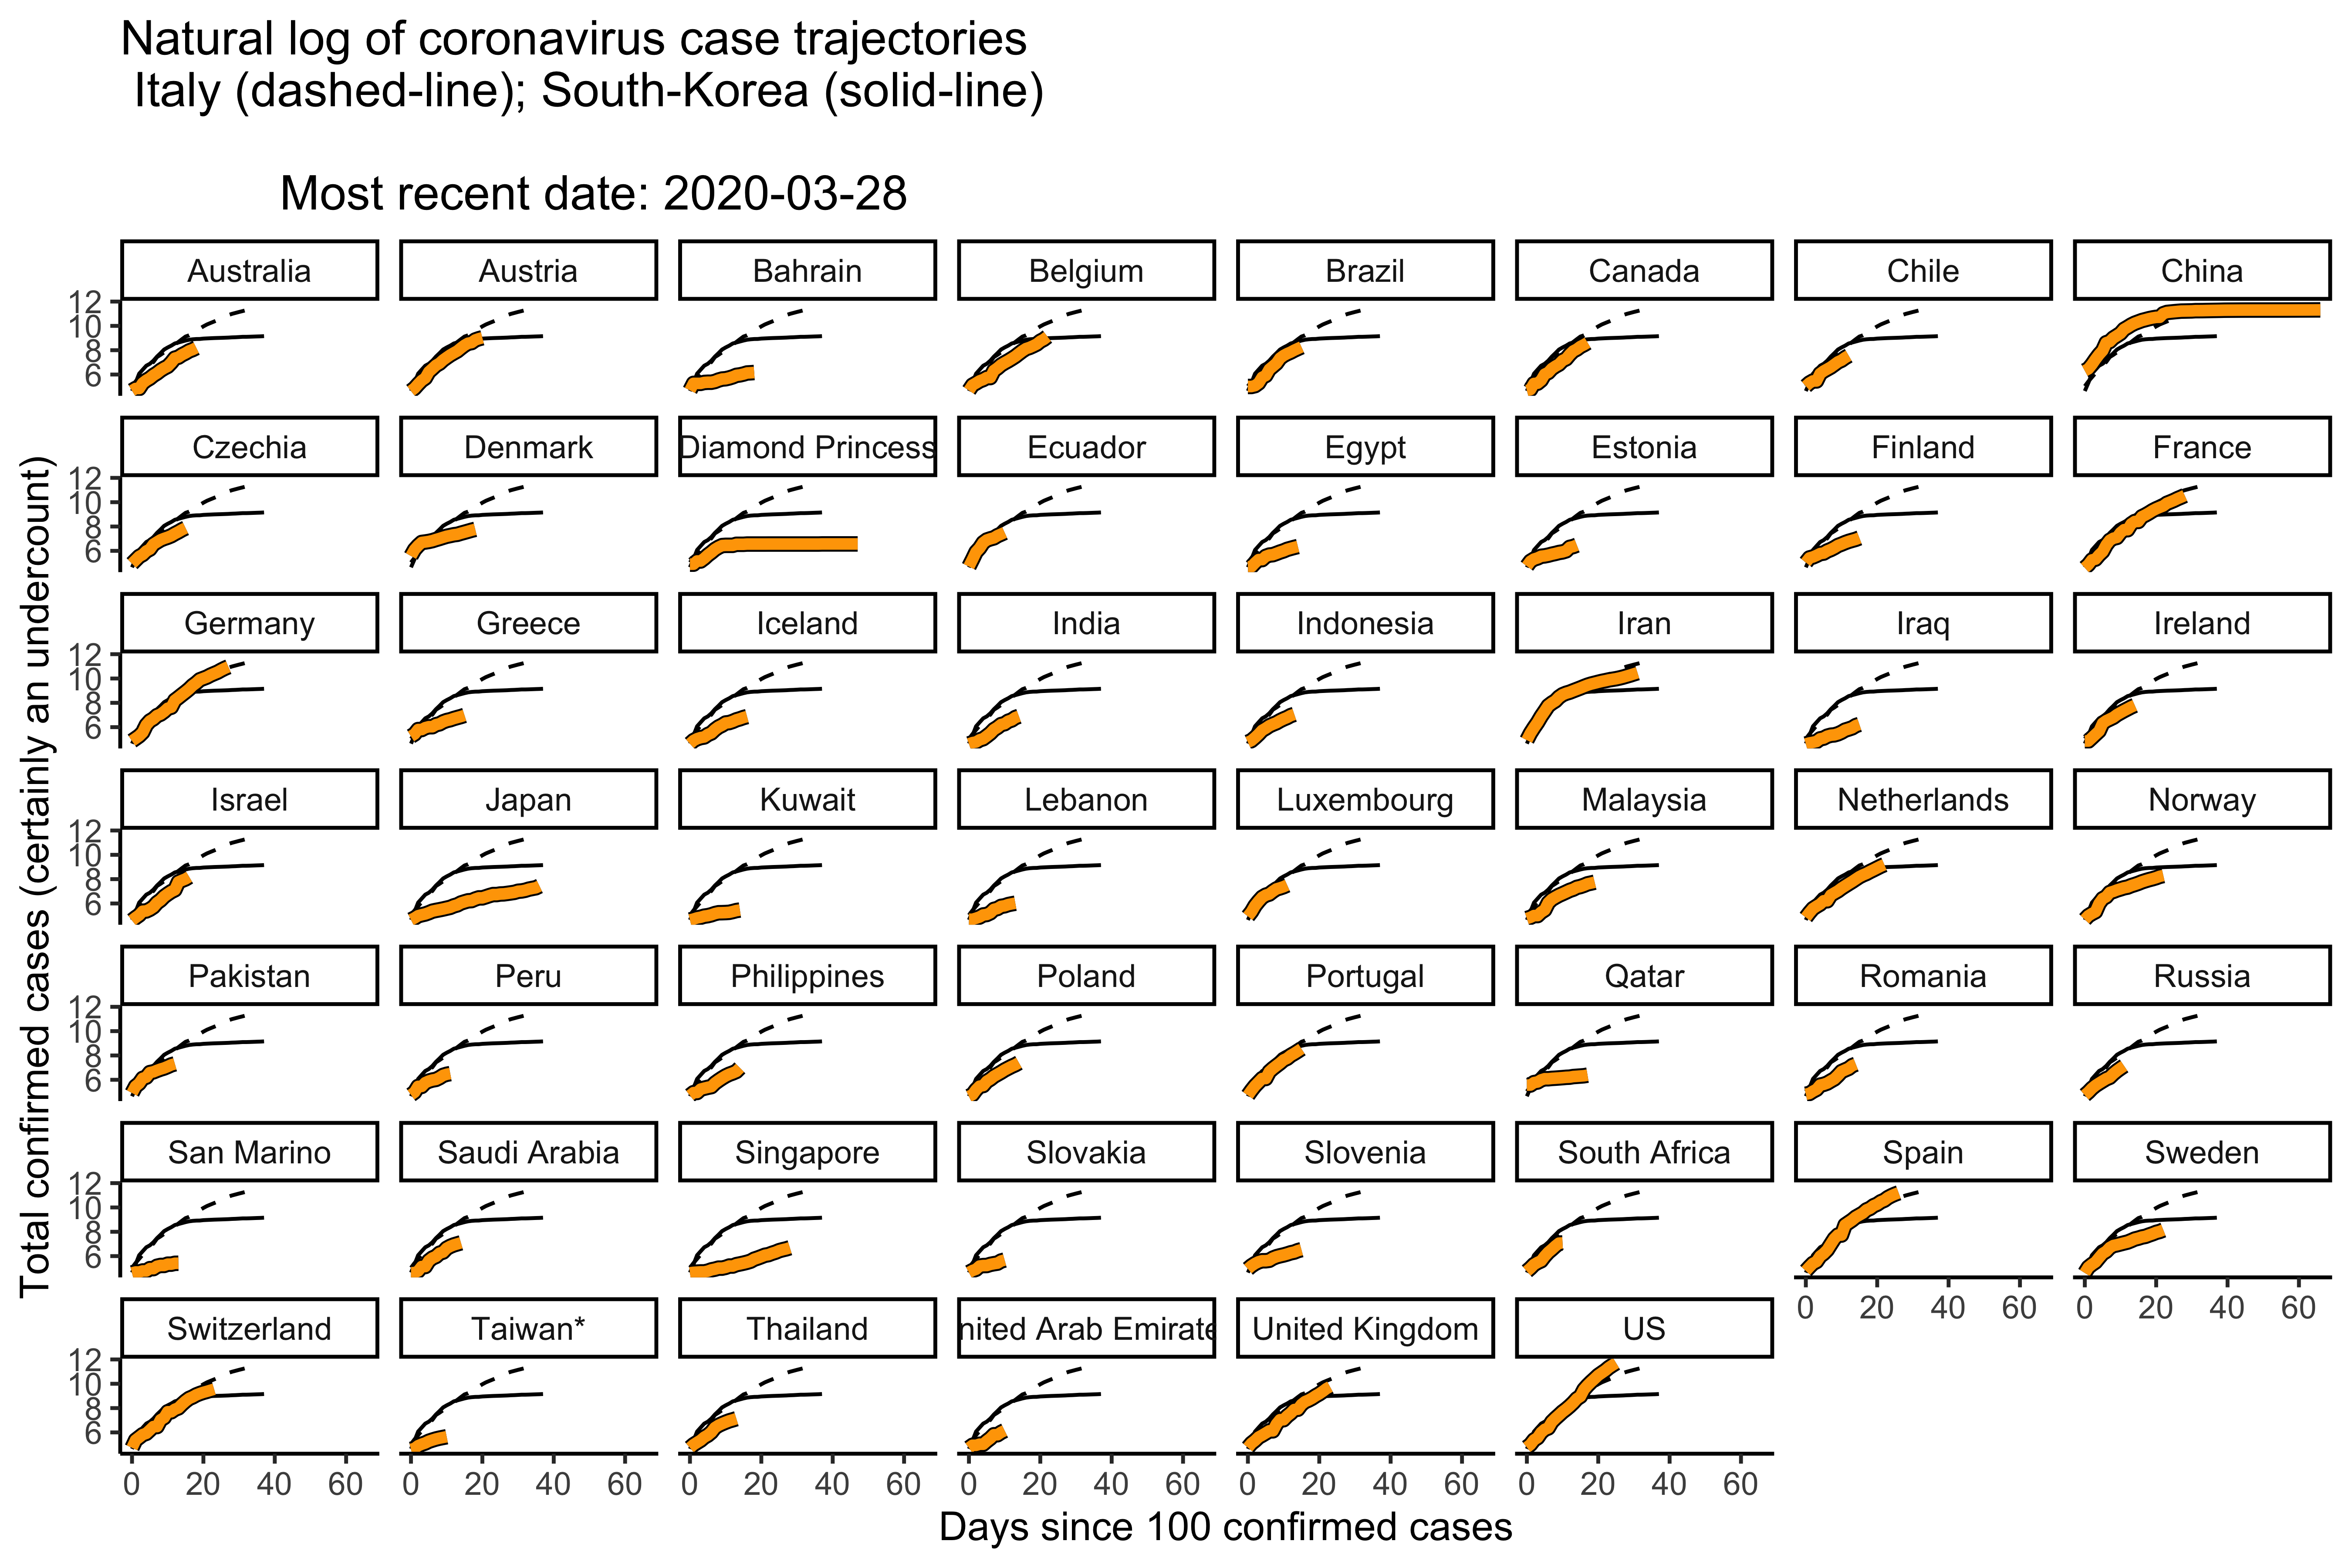 Natural log of coronavirus case trajectories
Italy (dashed-line); South-Korea (solid-line)
Most recent date: 2020-03-28
Total confirmed cases (certainly an undercount)
Australia Austria Bahrain Belgium Brazil Canada Chile China
12
10
8
6
Czechia Denmark Diamond Princess Ecuador Egypt Estonia Finland France
12
10
8
6
Germany Greece Iceland India Indonesia Iran Iraq Ireland
12
10
8
6
Israel Japan Kuwait Lebanon Luxembourg Malaysia Netherlands Norway
12
10
8
6
Pakistan Peru Philippines Poland Portugal Qatar Romania Russia
12
10
8
6
San Marino Saudi Arabia Singapore Slovakia Slovenia South Africa Spain Sweden
12
10
8
6
0 20 40 60 0 20 40 60
Switzerland Taiwan* Thailand nited Arab Emirate United Kingdom US
12
10
8
6
0 20 40 60 0 20 40 60 0 20 40 60 0 20 40 60 0 20 40 60 0 20 40 60
Days since 100 confirmed cases